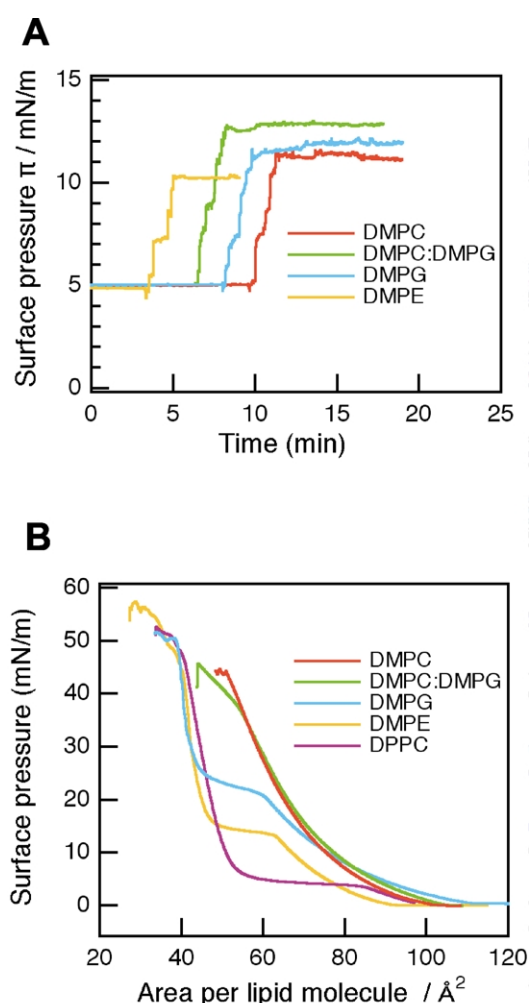 A
Surface pressure π / mN/m
15
10
5
0
DMPC
DMPC:DMPG
DMPG
DMPE
0 5 10 15 20 25
Time (min)
B
Surface pressure (mN/m)
60
50
40
30
20
10
0
DMPC
DMPC:DMPG
DMPG
DMPE
DPPC
20 40 60 80 100 120
Area per lipid molecule / Å²